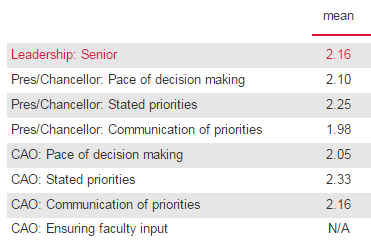 mean
Leadership: Senior 2.16
Pres/Chancellor: Pace of decision making 2.10
Pres/Chancellor: Stated priorities 2.25
Pres/Chancellor: Communication of priorities 1.98
CAO: Pace of decision making 2.05
CAO: Stated priorities 2.33
CAO: Communication of priorities 2.16
CAO: Ensuring faculty input N/A